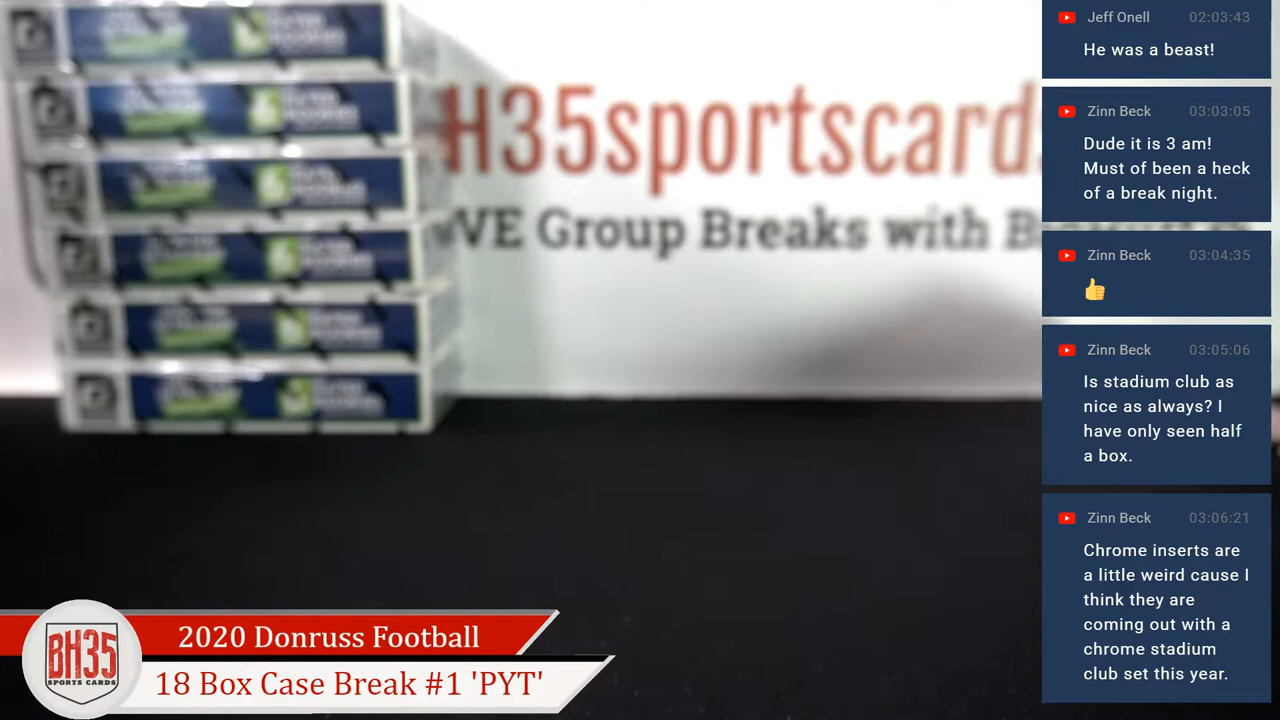 H35sportscards
VE Group Breaks with
Jeff Onell 02:03:43
He was a beast!
Zinn Beck 03:03:05
Dude it is 3 am!
Must of been a heck
of a break night.
Zinn Beck 03:04:35
👍
Zinn Beck 03:05:06
Is stadium club as
nice as always? I
have only seen half
a box.
Zinn Beck 03:06:21
Chrome inserts are
a little weird cause I
think they are
coming out with a
chrome stadium
club set this year.
2020 Donruss Football
18 Box Case Break #1 'PYT'
BH35
SPORTS CARDS